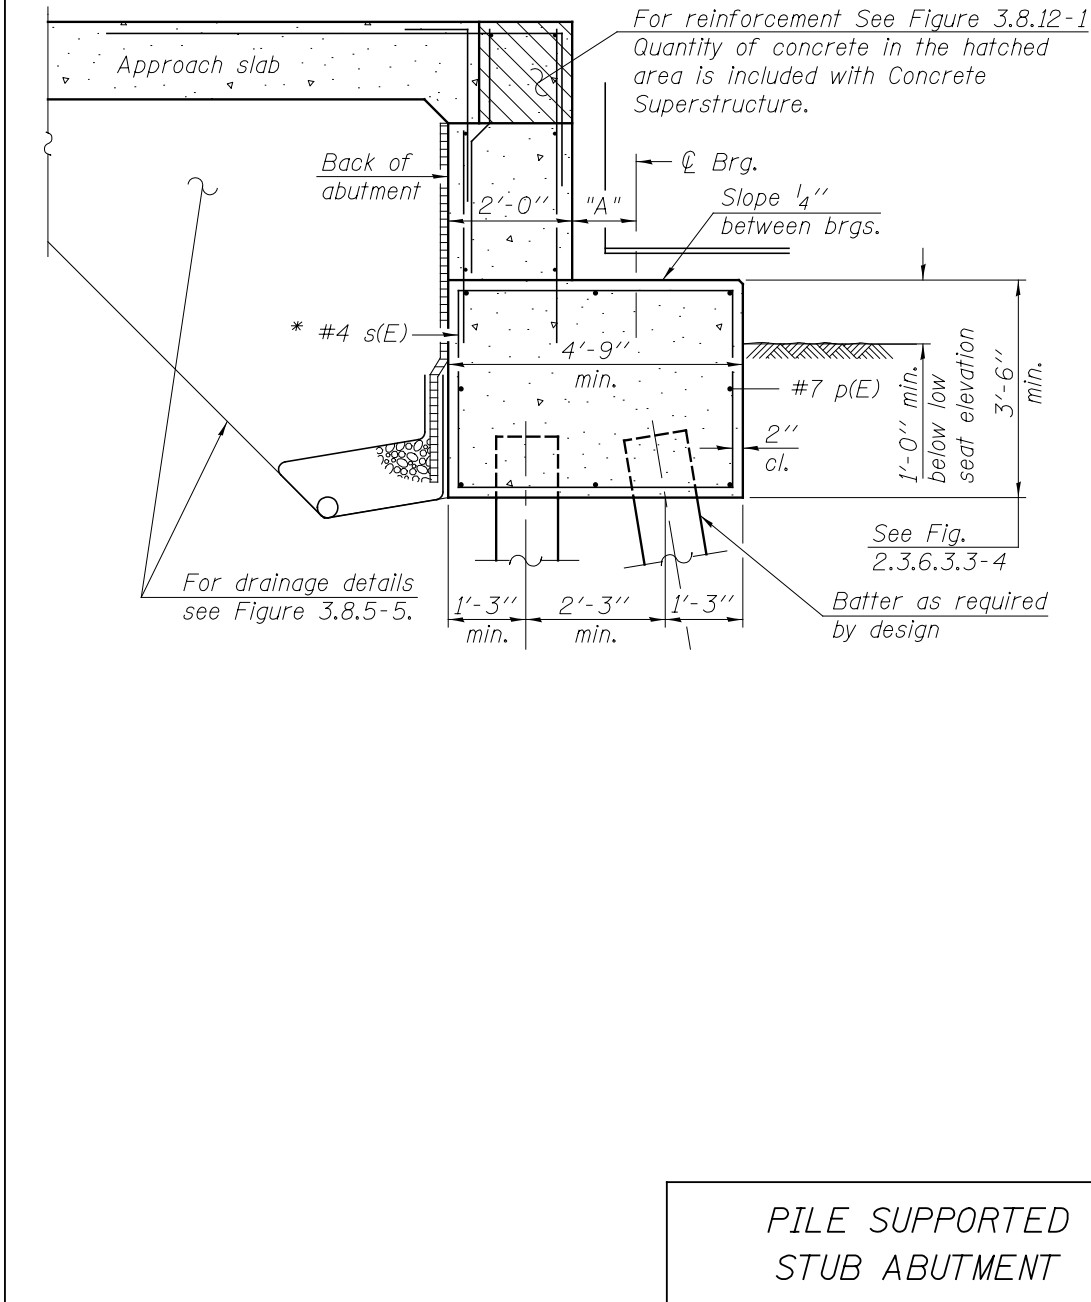 For reinforcement See Figure 3.8.12-1
Quantity of concrete in the hatched
area is included with Concrete
Superstructure.
Approach slab
Back of
abutment
℄ Brg.
2'-0"
"A"
Slope 1/4"
between brgs.
* #4 s(E)
4'-9"
min.
#7 p(E)
2"
cl.
1'-0" min.
below low
seat elevation
3'-6"
min.
See Fig.
2.3.6.3.3-4
For drainage details
see Figure 3.8.5-5.
1'-3"
min.
2'-3"
min.
1'-3"
Batter as required
by design
PILE SUPPORTED
STUB ABUTMENT